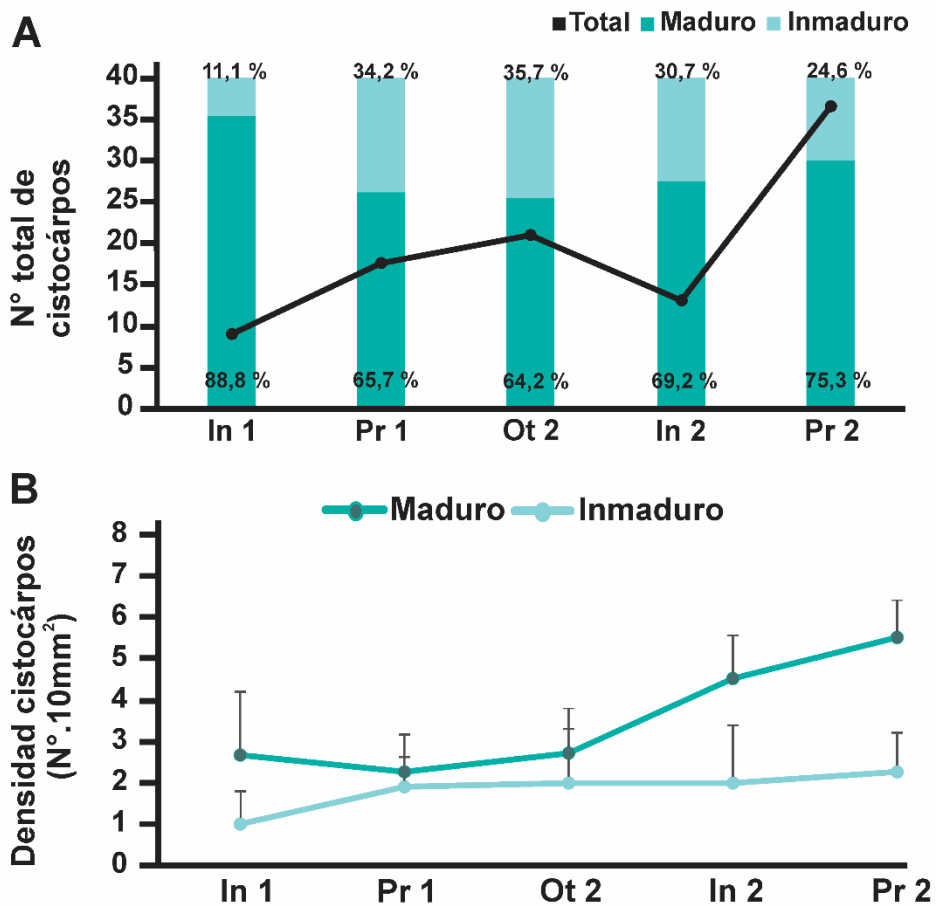 A
Total Maduro Inmaduro
N° total de
cistocárpos
40
35
30
25
20
15
10
5
0
11,1 % 34,2 % 35,7 % 30,7 % 24,6 %
88,8 % 65,7 % 64,2 % 69,2 % 75,3 %
In 1 Pr 1 Ot 2 In 2 Pr 2
B
Maduro Inmaduro
Densidad cistocárpos
(N°.10mm²)
8
7
6
5
4
3
2
1
0
In 1 Pr 1 Ot 2 In 2 Pr 2